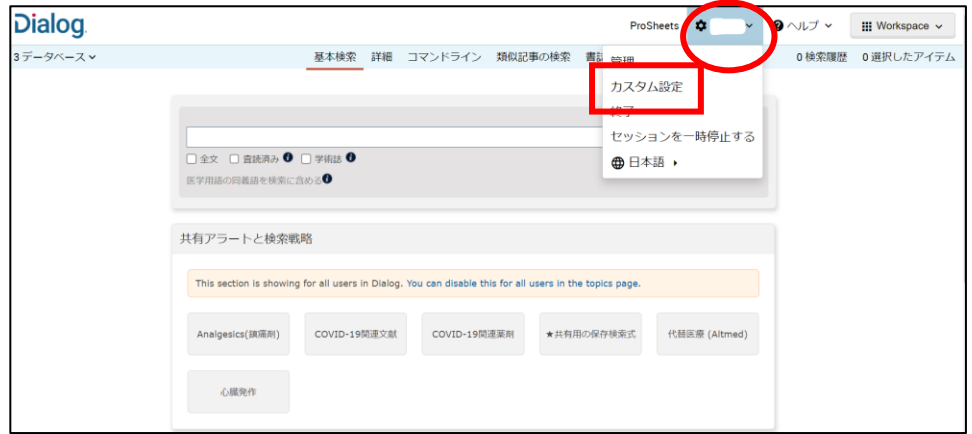 Dialog
ProSheets
ヘルプ
Workspace
3 データベース
基本検索 詳細 コマンドライン 類似記事の検索
0 検索履歴 0 選択したアイテム
管理
カスタム設定
終了
セッションを一時停止する
日本語
全文 査読済み 学術誌
医学用語の同義語を検索に含める
共有アラートと検索戦略
This section is showing for all users in Dialog. You can disable this for all users in the topics page.
Analgesics(鎮痛剤) COVID-19関連文献 COVID-19関連薬剤 ★共有用の保存検索式 代替医療 (Altmed)
心臓発作